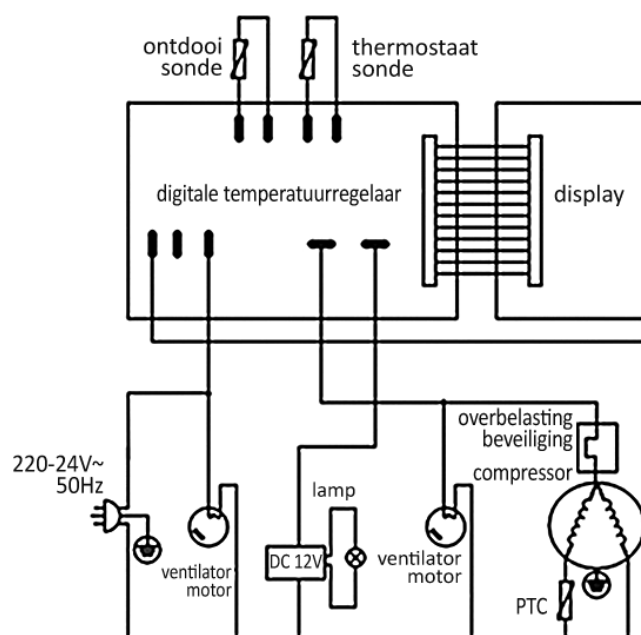 ontdooi
sonde
thermostaat
sonde
digitale temperatuurregelaar
display
overbelasting
beveiliging
compressor
220-24V~
50Hz
lamp
DC 12V
ventilator
motor
ventilator
motor
PTC